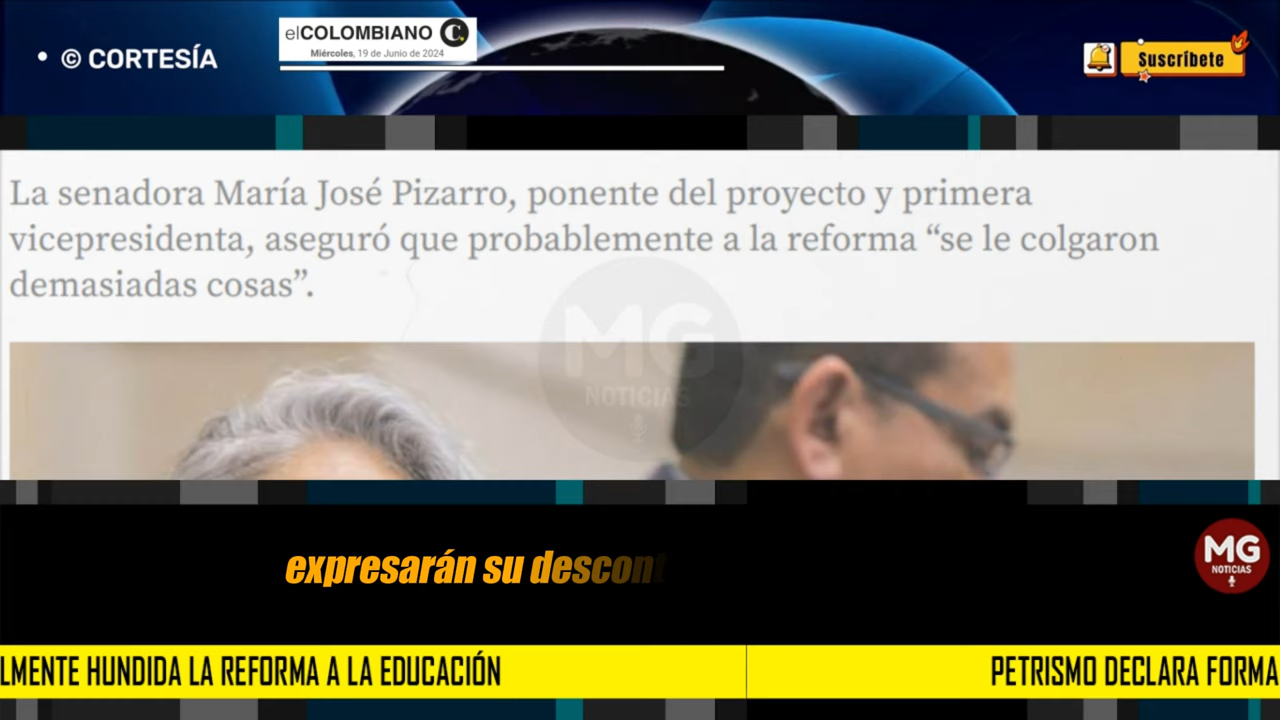 • © CORTESÍA
elCOLOMBIANO C
Miércoles, 19 de Junio de 2024
Suscríbete
La senadora María José Pizarro, ponente del proyecto y primera
vicepresidenta, aseguró que probablemente a la reforma “se le colgaron
demasiadas cosas”.
MG
NOTICIAS
expresarán su descont
MG
NOTICIAS
LMENTE HUNDIDA LA REFORMA A LA EDUCACIÓN
PETRISMO DECLARA FORMA